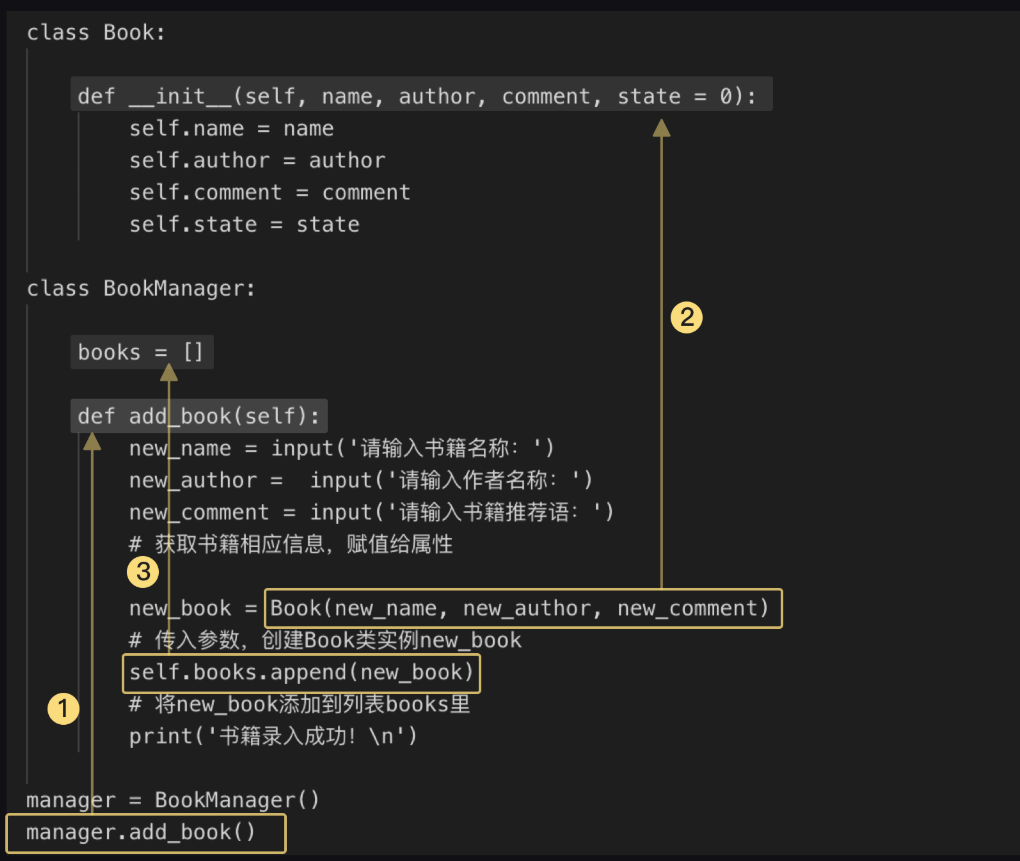 class Book:
def __init__(self, name, author, comment, state = 0):
self.name = name
self.author = author
self.comment = comment
self.state = state
class BookManager:
2
books = []
def add_book(self):
new_name = input('请输入书籍名称：')
new_author =  input('请输入作者名称：')
new_comment = input('请输入书籍推荐语：')
# 获取书籍相应信息，赋值给属性
3
new_book = Book(new_name, new_author, new_comment)
# 传入参数，创建Book类实例new_book
self.books.append(new_book)
1
# 将new_book添加到列表books里
print('书籍录入成功！\n')
manager = BookManager()
manager.add_book()